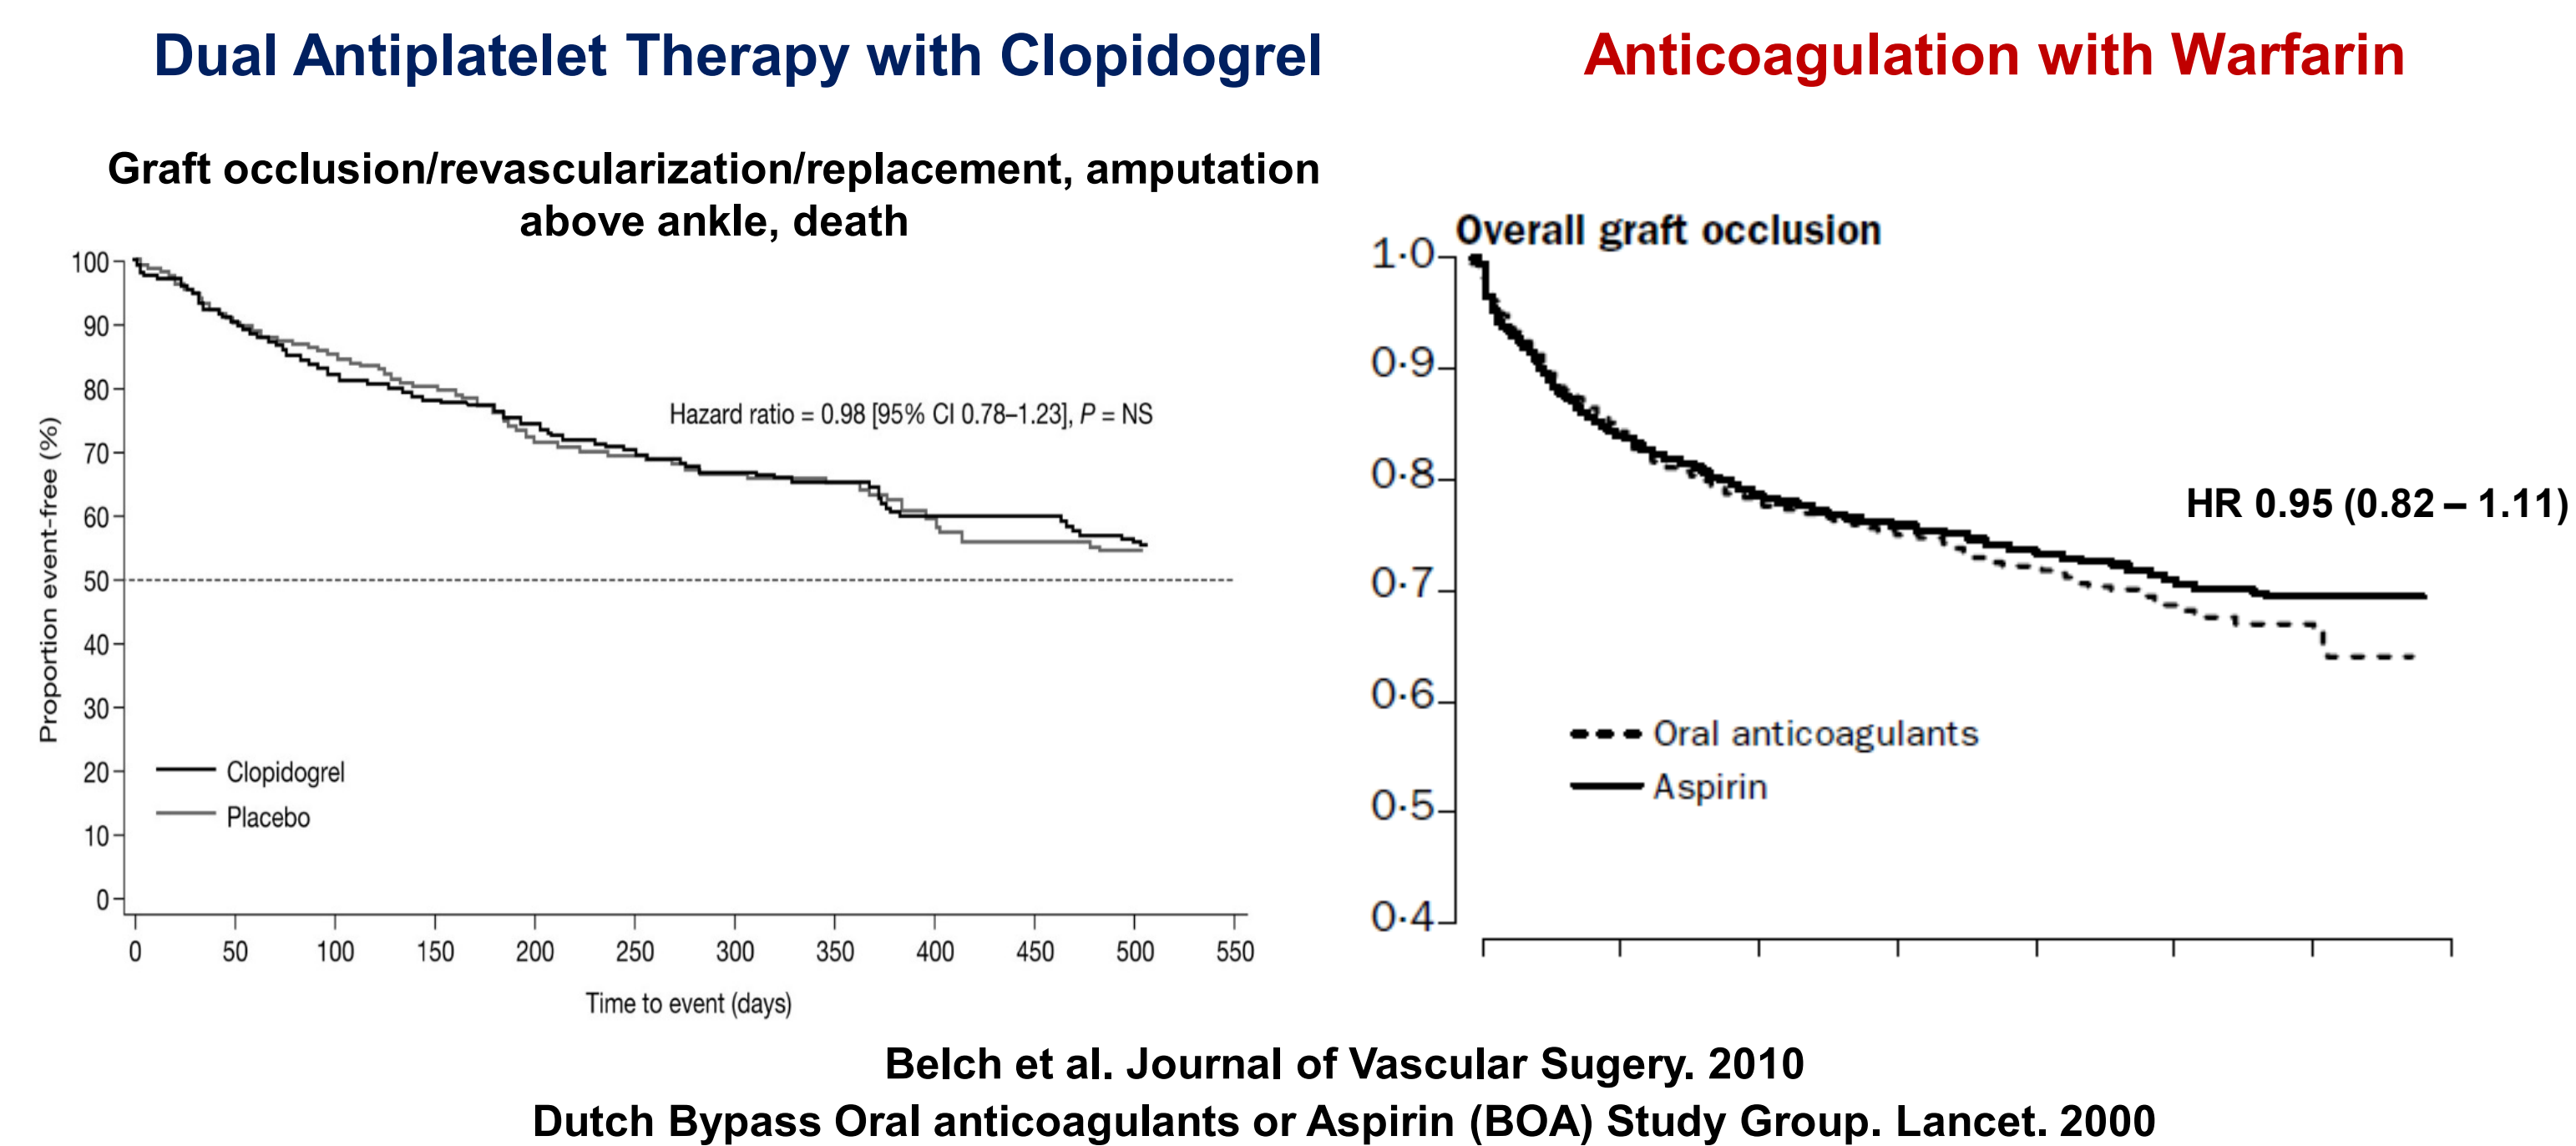 Dual Antiplatelet Therapy with Clopidogrel
Graft occlusion/revascularization/replacement, amputation
above ankle, death
100
90
80
70
60
50
40
30
20
10
0
Proportion event-free (%)
Hazard ratio = 0.98 [95% CI 0.78–1.23], P = NS
Clopidogrel
Placebo
0 50 100 150 200 250 300 350 400 450 500 550
Time to event (days)
Anticoagulation with Warfarin
Overall graft occlusion
1·0
0·9
0·8
0·7
0·6
0·5
0·4
HR 0.95 (0.82 – 1.11)
Oral anticoagulants
Aspirin
Belch et al. Journal of Vascular Sugery. 2010
Dutch Bypass Oral anticoagulants or Aspirin (BOA) Study Group. Lancet. 2000